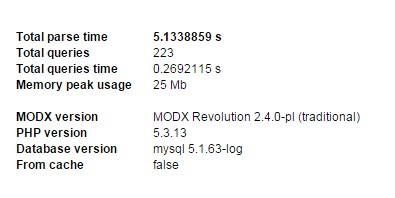 Total parse time 5.1338859 s
Total queries 223
Total queries time 0.2692115 s
Memory peak usage 25 Mb
MODX version MODX Revolution 2.4.0-pl (traditional)
PHP version 5.3.13
Database version mysql 5.1.63-log
From cache false